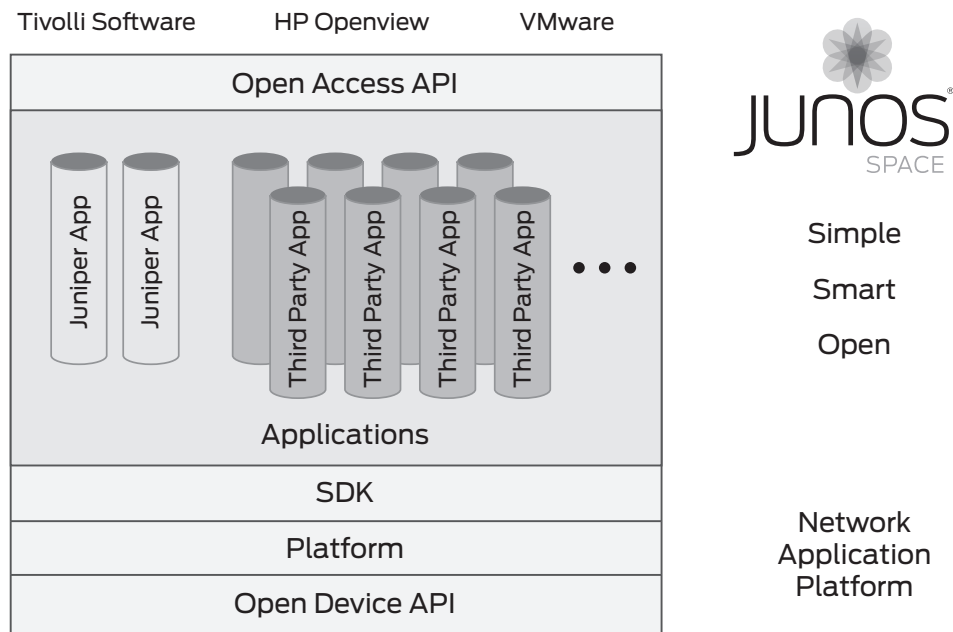 Tivolli Software
HP Openview
VMware
Open Access API
Juniper App
Juniper App
Third Party App
Third Party App
Third Party App
Third Party App
Applications
SDK
Platform
Open Device API
JUNOS®
SPACE
Simple
Smart
Open
Network
Application
Platform